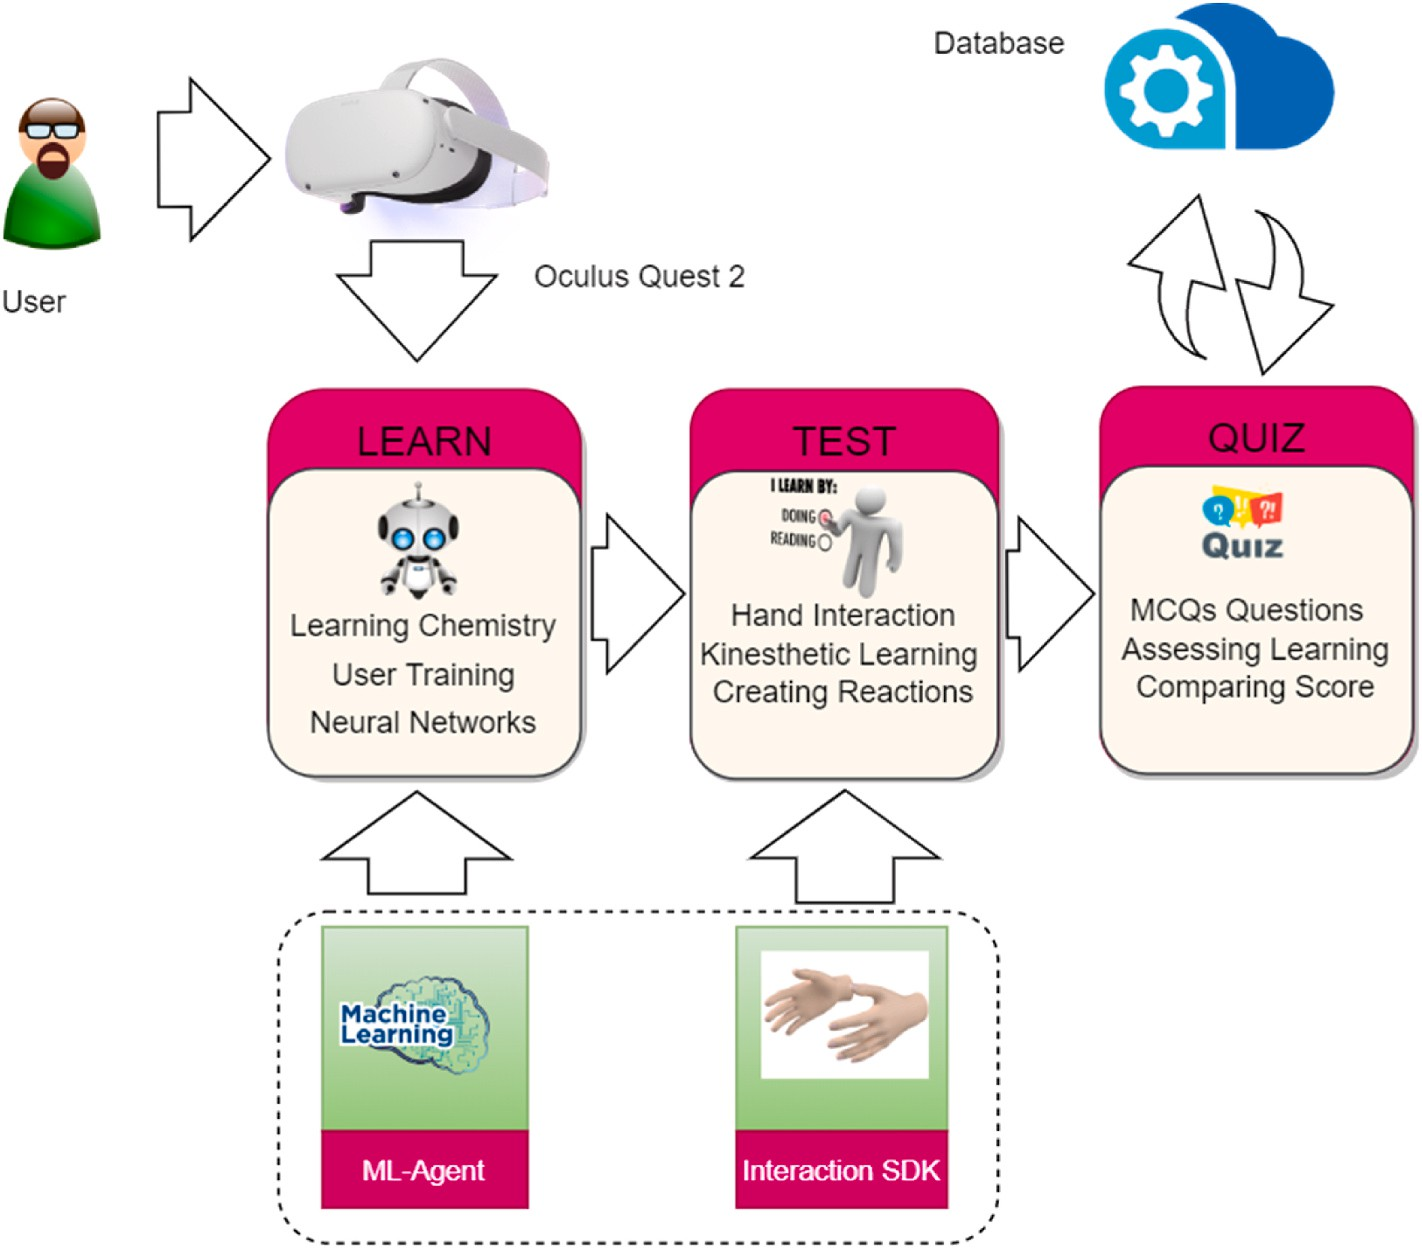 Database
User
Oculus Quest 2
LEARN
Learning Chemistry
User Training
Neural Networks
TEST
I LEARN BY:
DOING
READING
Hand Interaction
Kinesthetic Learning
Creating Reactions
QUIZ
?!!?!
Quiz
MCQs Questions
Assessing Learning
Comparing Score
Machine
Learning
ML-Agent
Interaction SDK